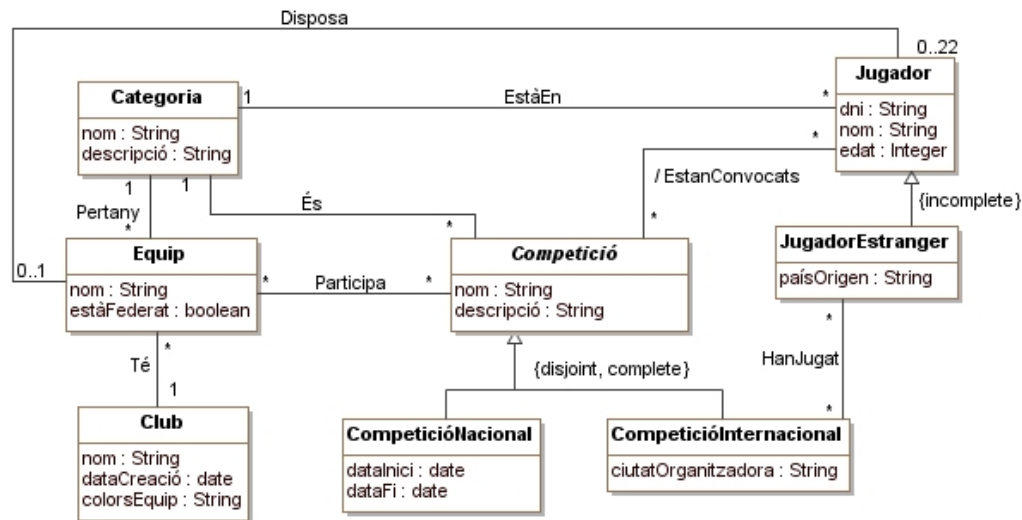 Disposa
0..22
Jugador
dni : String
nom : String
edat : Integer
Categoria
nom : String
descripció : String
1
EstàEn
*
*
/ EstanConvocats
*
1
1
Pertany
*
És
*
{incomplete}
JugadorEstranger
paísOrigen : String
*
Equip
nom : String
estàFederat : boolean
0..1
*
Participa
*
Competició
nom : String
descripció : String
*
Té
1
{disjoint, complete}
HanJugat
*
Club
nom : String
dataCreació : date
colorsEquip : String
CompeticióNacional
dataInici : date
dataFi : date
CompeticióInternacional
ciutatOrganitzadora : String